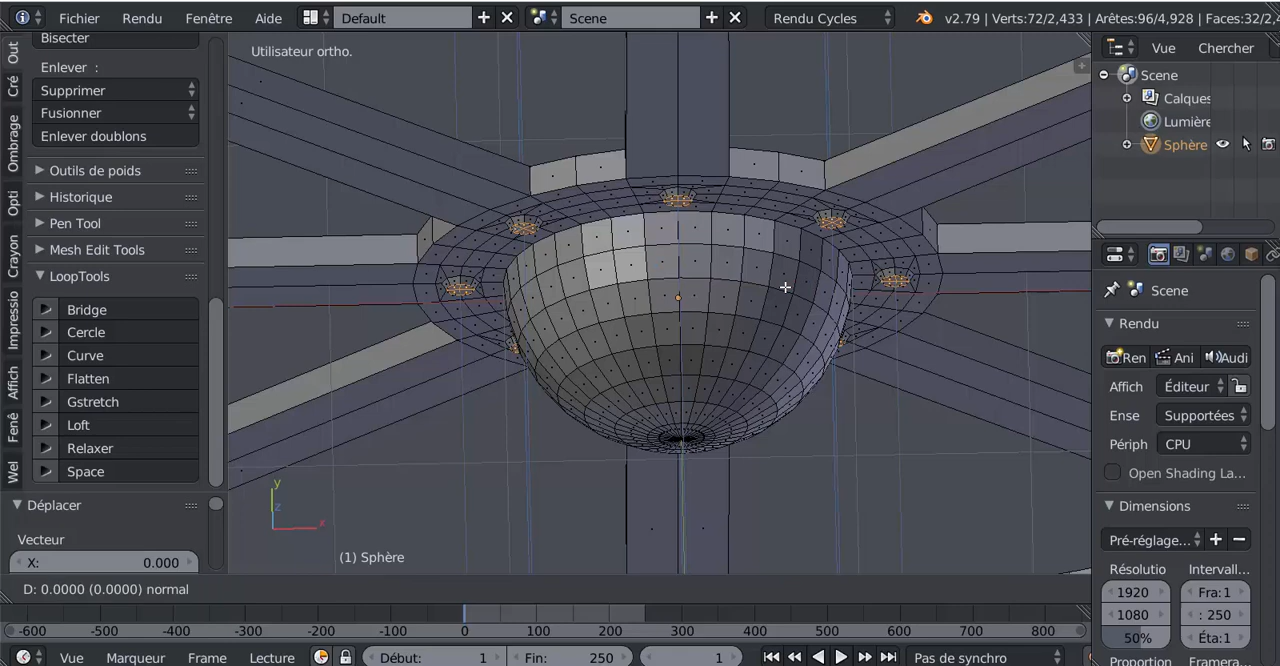 Fichier Rendu Fenêtre Aide Default Scene Rendu Cycles v2.79 | Verts:72/2,433 | Arêtes:96/4,928 | Faces:32/2,
Bisecter
Enlever :
Supprimer
Fusionner
Enlever doublons
Outils de poids
Historique
Pen Tool
Mesh Edit Tools
LoopTools
Bridge
Cercle
Curve
Flatten
Gstretch
Loft
Relaxer
Space
Déplacer
Vecteur
X: 0.000
Out
Cré
Ombrage
Opti
Crayon
Impressio
Affich
Fenê
Wel
Utilisateur ortho.
y
z
x
(1) Sphère
D: 0.0000 (0.0000) normal
Vue Chercher
Scene
Calques
Lumière
Sphère
Scene
Rendu
Ren Ani Audi
Affich Éditeur
Ense Supportées
Périph CPU
Open Shading La...
Dimensions
Pré-réglage...
Résolutio Intervall...
1920 Fra:1
1080 : 250
50% Éta:1
Proportion Framera
-600 -500 -400 -300 -200 -100 0 100 200 300 400 500 600 700 800
Vue Marqueur Frame Lecture Début: 1 Fin: 250 1 Pas de synchro